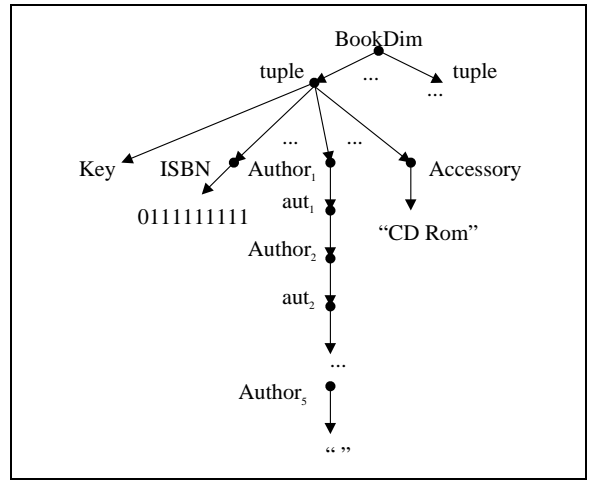 BookDim
tuple ... tuple
...
... ...
Key ISBN Author₁ Accessory
0111111111 aut₁ “CD Rom”
Author₂
aut₂
...
Author₅
“ ”